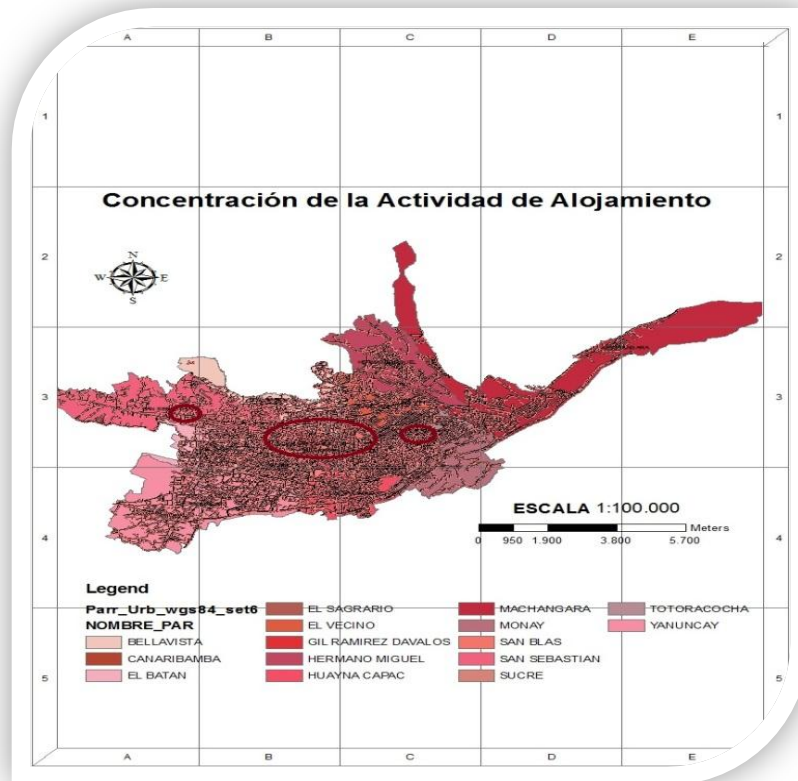 A B C D E
1 1
Concentración de la Actividad de Alojamiento
2 2
N
W E
S
3 3
ESCALA 1:100.000
Meters
0 950 1.900 3.800 5.700
4 4
Legend
Parr_Urb_wgs84_set6
NOMBRE_PAR
BELLAVISTA
CANARIBAMBA
EL BATAN
EL SAGRARIO
EL VECINO
GIL RAMIREZ DAVALOS
HERMANO MIGUEL
HUAYNA CAPAC
MACHANGARA
MONAY
SAN BLAS
SAN SEBASTIAN
SUCRE
TOTORACOCHA
YANUNCAY
5 5
A B C D E